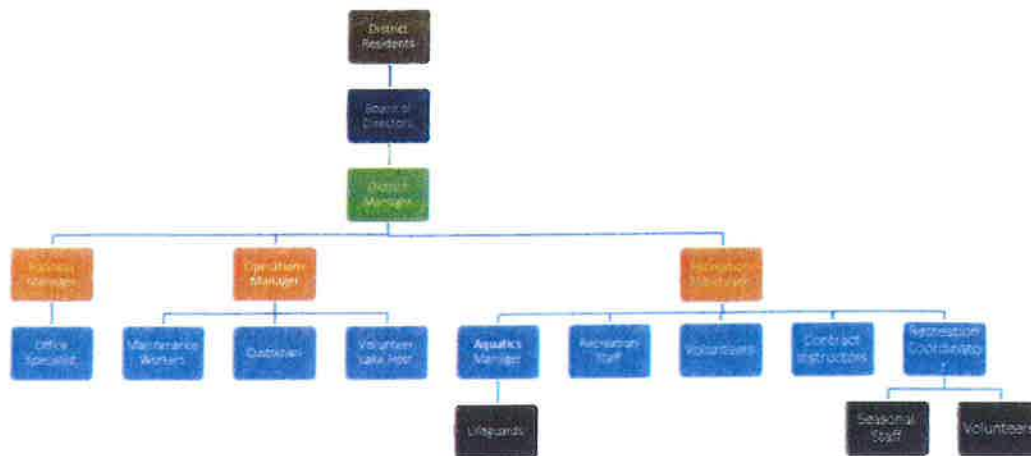 District
Residents
Board of
Directors
District
Manager
Business
Manager
Operations
Manager
Recreation
Manager
Office
Specialist
Maintenance
Workers
Custodian
Volunteer
Lake Host
Aquatics
Manager
Recreation
Staff
Volunteers
Contract
Instructors
Recreation
Coordinator
Lifeguards
Seasonal
Staff
Volunteers